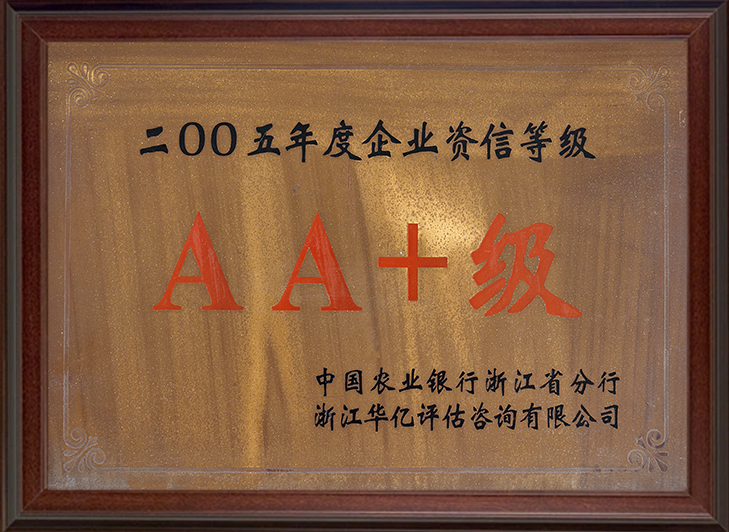 二00五年度企业资信等级
AA+级
中国农业银行浙江省分行
浙江华亿评估咨询有限公司